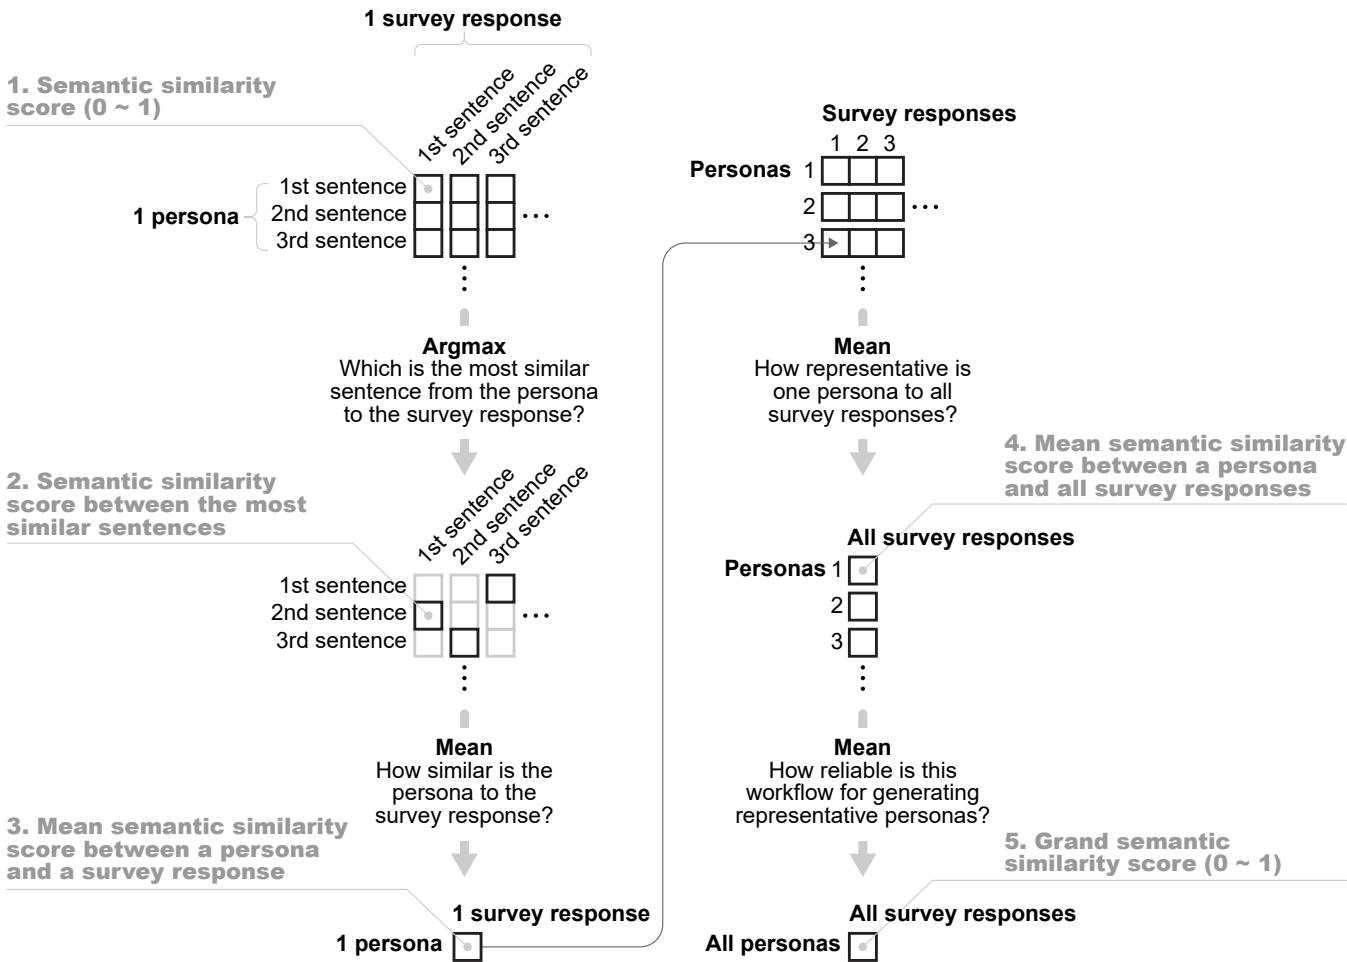 1 survey response
1. Semantic similarity
score (0 ~ 1)
1st sentence
2nd sentence
3rd sentence
1 persona
1st sentence
2nd sentence
3rd sentence
...
Argmax
Which is the most similar
sentence from the persona
to the survey response?
2. Semantic similarity
score between the most
similar sentences
1st sentence
2nd sentence
3rd sentence
1st sentence
2nd sentence
3rd sentence
...
Mean
How similar is the
persona to the
survey response?
3. Mean semantic similarity
score between a persona
and a survey response
1 survey response
1 persona
Survey responses
1 2 3
Personas 1
2
...
3
Mean
How representative is
one persona to all
survey responses?
4. Mean semantic similarity
score between a persona
and all survey responses
All survey responses
Personas 1
2
3
Mean
How reliable is this
workflow for generating
representative personas?
5. Grand semantic
similarity score (0 ~ 1)
All survey responses
All personas